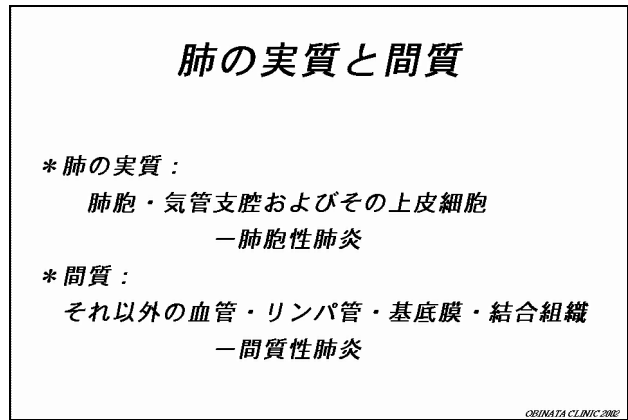 肺の実質と間質
＊肺の実質：
肺胞・気管支腔およびその上皮細胞
－肺胞性肺炎
＊間質：
それ以外の血管・リンパ管・基底膜・結合組織
－間質性肺炎
OBINATA CLINIC 2002